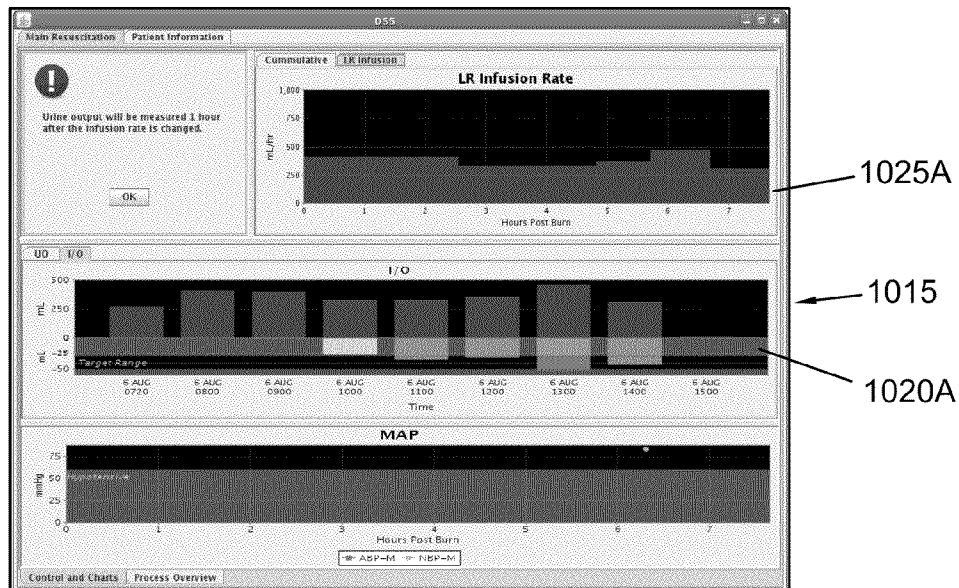 DSS
Main Resuscitation Patient Information
Urine output will be measured 1 hour
after the infusion rate is changed.
OK
Cummulative LR Infusion
LR Infusion Rate
1,000
750
500
250
0
mL/hr
0 1 2 3 4 5 6 7
Hours Post Burn
1025A
UO I/O
I/O
500
250
0
-25
-50
mL
mL
Target Range
6 AUG 6 AUG 6 AUG 6 AUG 6 AUG 6 AUG 6 AUG 6 AUG 6 AUG
0720 0800 0900 1000 1100 1200 1300 1400 1500
Time
1015
1020A
MAP
75
50
25
0
mmHg
Hypotensive
0 1 2 3 4 5 6 7
Hours Post Burn
ABP-M NBP-M
Control and Charts Process Overview